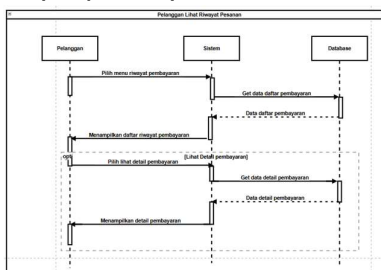 Pelanggan Lihat Riwayat Pesanan
Pelanggan
Sistem
Database
Pilih menu riwayat pembayaran
Get data daftar pembayaran
Data daftar pembayaran
Menampilkan daftar riwayat pembayaran
opt
[Lihat Detail pembayaran]
Pilih lihat detail pembayaran
Get data detail pembayaran
Data detail pembayaran
Menampilkan detail pembayaran